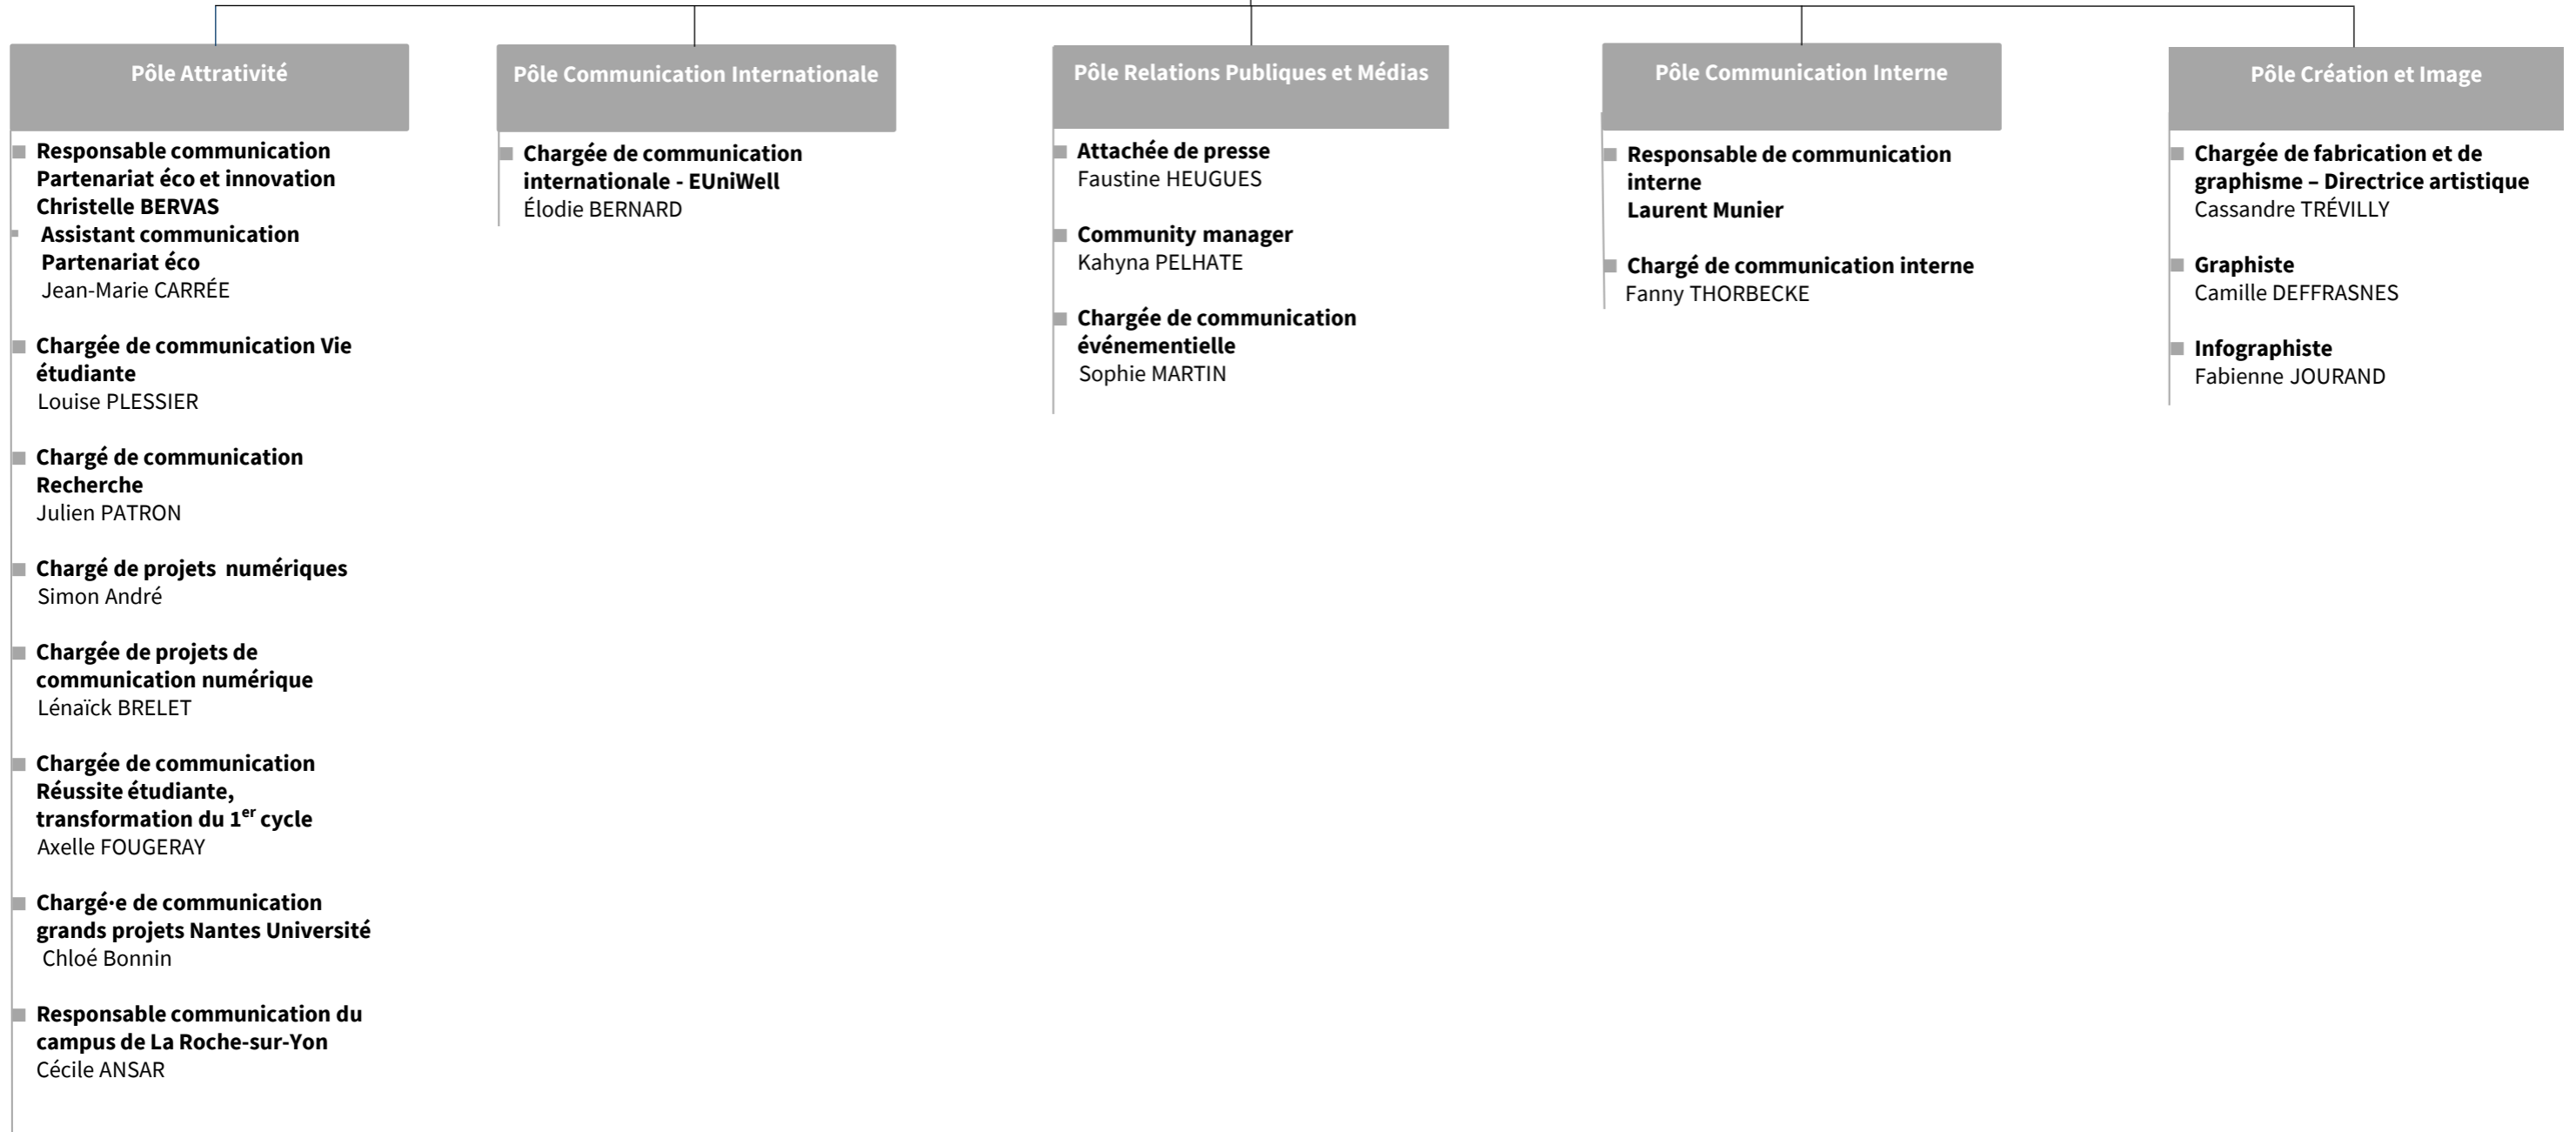 Pôle Attrativité
Responsable communication
Partenariat éco et innovation
Christelle BERVAS
Assistant communication
Partenariat éco
Jean-Marie CARRÉE
Chargée de communication Vie
étudiante
Louise PLESSIER
Chargé de communication
Recherche
Julien PATRON
Chargé de projets  numériques
Simon André
Chargée de projets de
communication numérique
Lénaïck BRELET
Chargée de communication
Réussite étudiante,
transformation du 1er cycle
Axelle FOUGERAY
Chargé·e de communication
grands projets Nantes Université
Chloé Bonnin
Responsable communication du
campus de La Roche-sur-Yon
Cécile ANSAR
Pôle Communication Internationale
Chargée de communication
internationale - EUniWell
Élodie BERNARD
Pôle Relations Publiques et Médias
Attachée de presse
Faustine HEUGUES
Community manager
Kahyna PELHATE
Chargée de communication
événementielle
Sophie MARTIN
Pôle Communication Interne
Responsable de communication
interne
Laurent Munier
Chargé de communication interne
Fanny THORBECKE
Pôle Création et Image
Chargée de fabrication et de
graphisme – Directrice artistique
Cassandre TRÉVILLY
Graphiste
Camille DEFFRASNES
Infographiste
Fabienne JOURAND